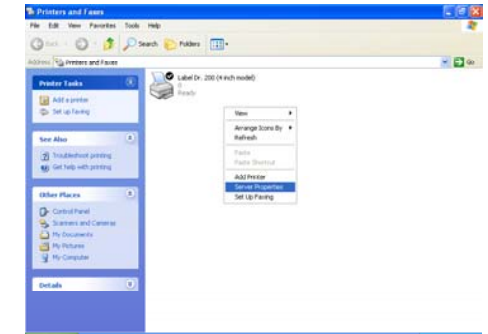 Printers and Faxes
File Edit View Favorites Tools Help
Back Search Folders
Address Printers and Faxes Go
Printer Tasks
Add a printer
Set up faxing
See Also
Troubleshoot printing
Get help with printing
Other Places
Control Panel
Scanners and Cameras
My Documents
My Pictures
My Computer
Details
Label Dr. 200 (4 inch model)
0
Ready
View
Arrange Icons By
Refresh
Paste
Paste Shortcut
Add Printer
Server Properties
Set Up Faxing